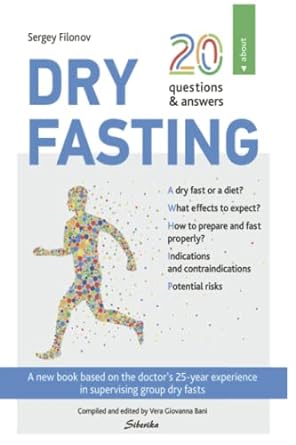 Sergey Filonov
20
about
questions
& answers
DRY
FASTING
A dry fast or a diet?
What effects to expect?
How to prepare and fast
properly?
Indications
and contraindications
Potential risks
A new book based on the doctor's 25-year experience
in supervising group dry fasts
Compiled and edited by Vera Giovanna Bani
Siberika